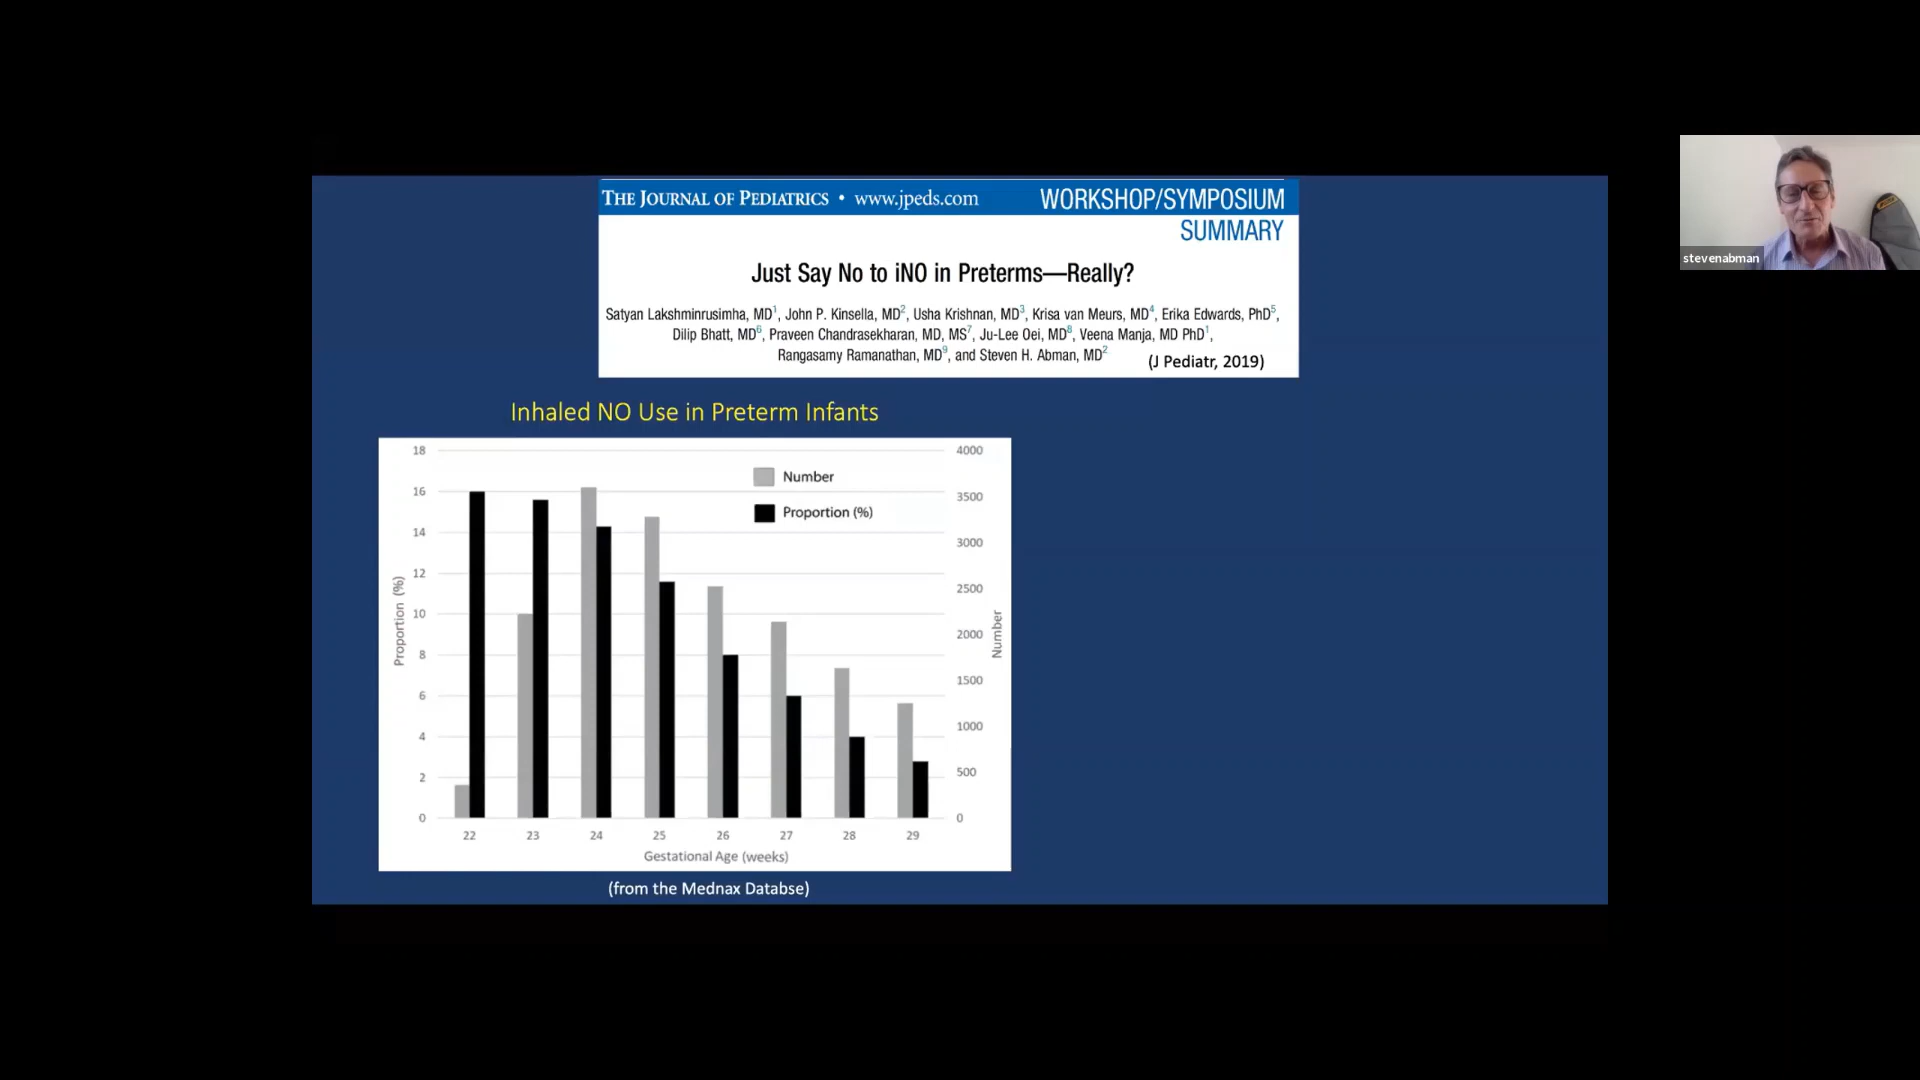 THE JOURNAL OF PEDIATRICS • www.jpeds.com
WORKSHOP/SYMPOSIUM
SUMMARY
Just Say No to iNO in Preterms—Really?
Satyan Lakshminrusimha, MD1, John P. Kinsella, MD2, Usha Krishnan, MD3, Krisa van Meurs, MD4, Erika Edwards, PhD5,
Dilip Bhatt, MD6, Praveen Chandrasekharan, MD, MS7, Ju-Lee Oei, MD8, Veena Manja, MD PhD1,
Rangasamy Ramanathan, MD9, and Steven H. Abman, MD2
(J Pediatr, 2019)
stevenabman
Inhaled NO Use in Preterm Infants
Number
Proportion (%)
Proportion (%)
18
16
14
12
10
8
6
4
2
0
4000
3500
3000
2500
2000
1500
1000
500
0
Number
22 23 24 25 26 27 28 29
Gestational Age (weeks)
(from the Mednax Databse)